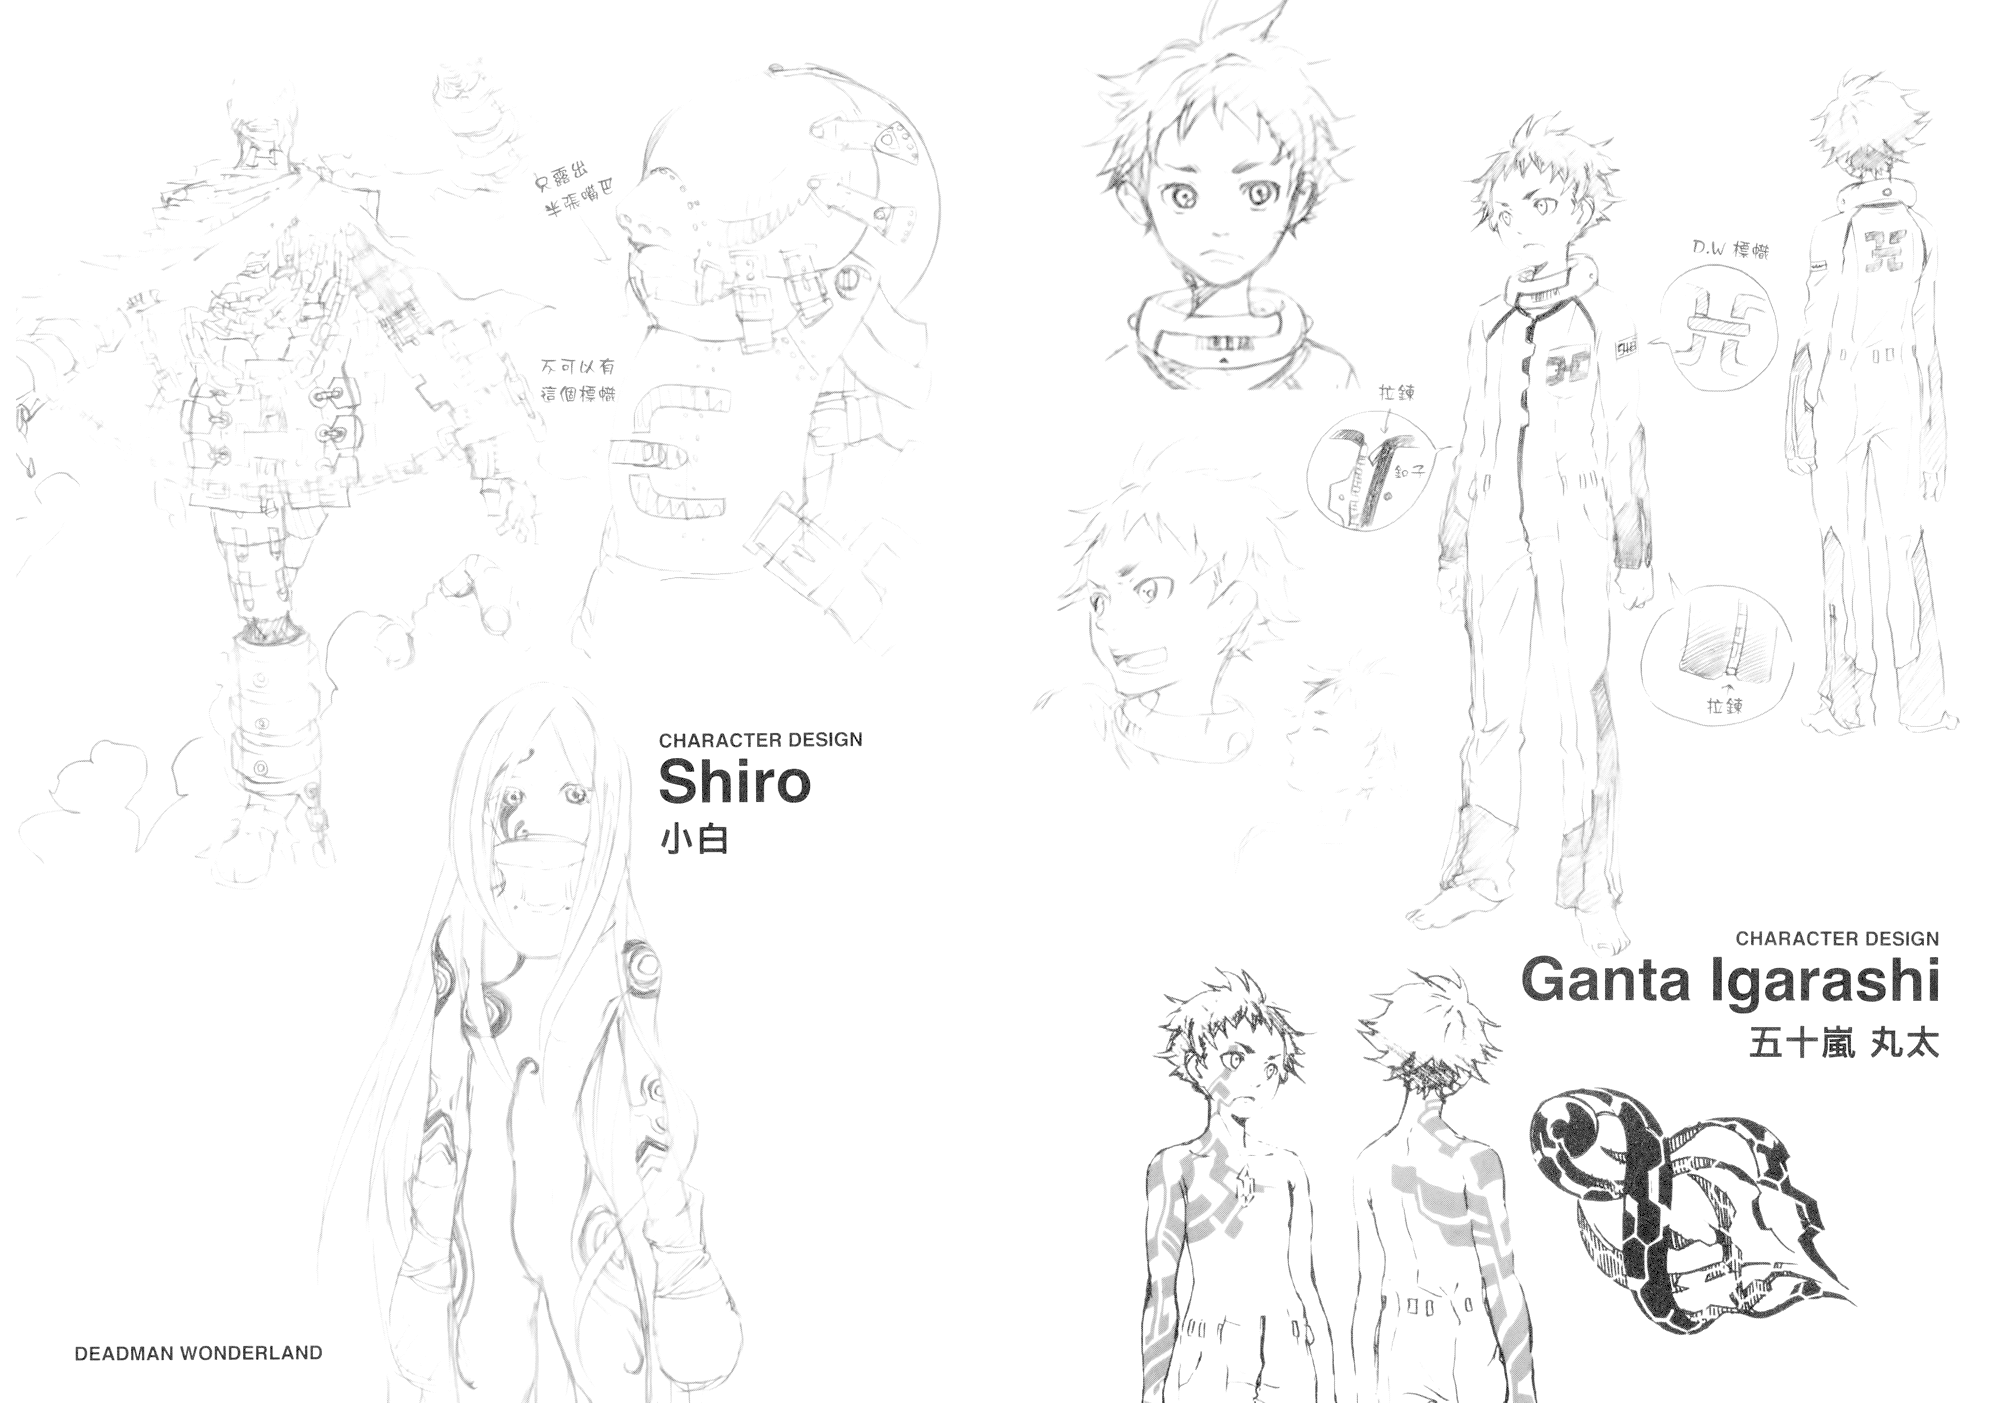 只露出
半張嘴巴
不可以有
這個標幟
CHARACTER DESIGN
Shiro
小白
DEADMAN WONDERLAND
D.W 標幟
拉鍊
釦子
拉鍊
CHARACTER DESIGN
Ganta Igarashi
五十嵐 丸太